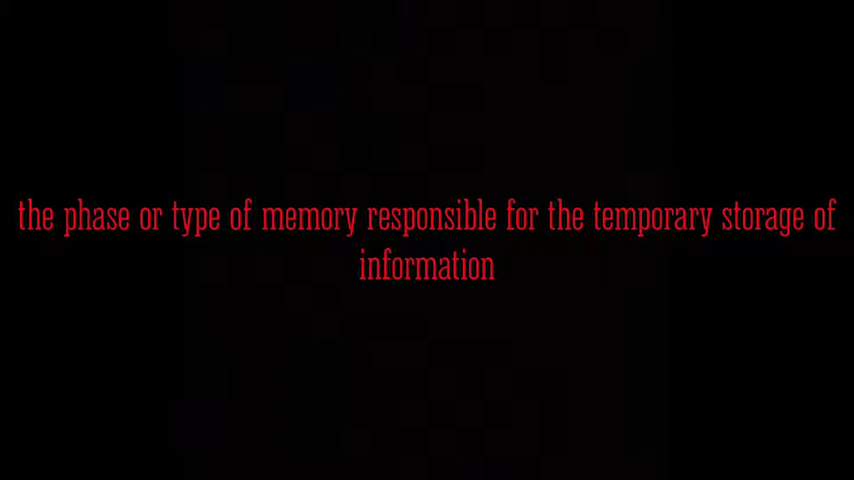 the phase or type of memory responsible for the temporary storage of
information